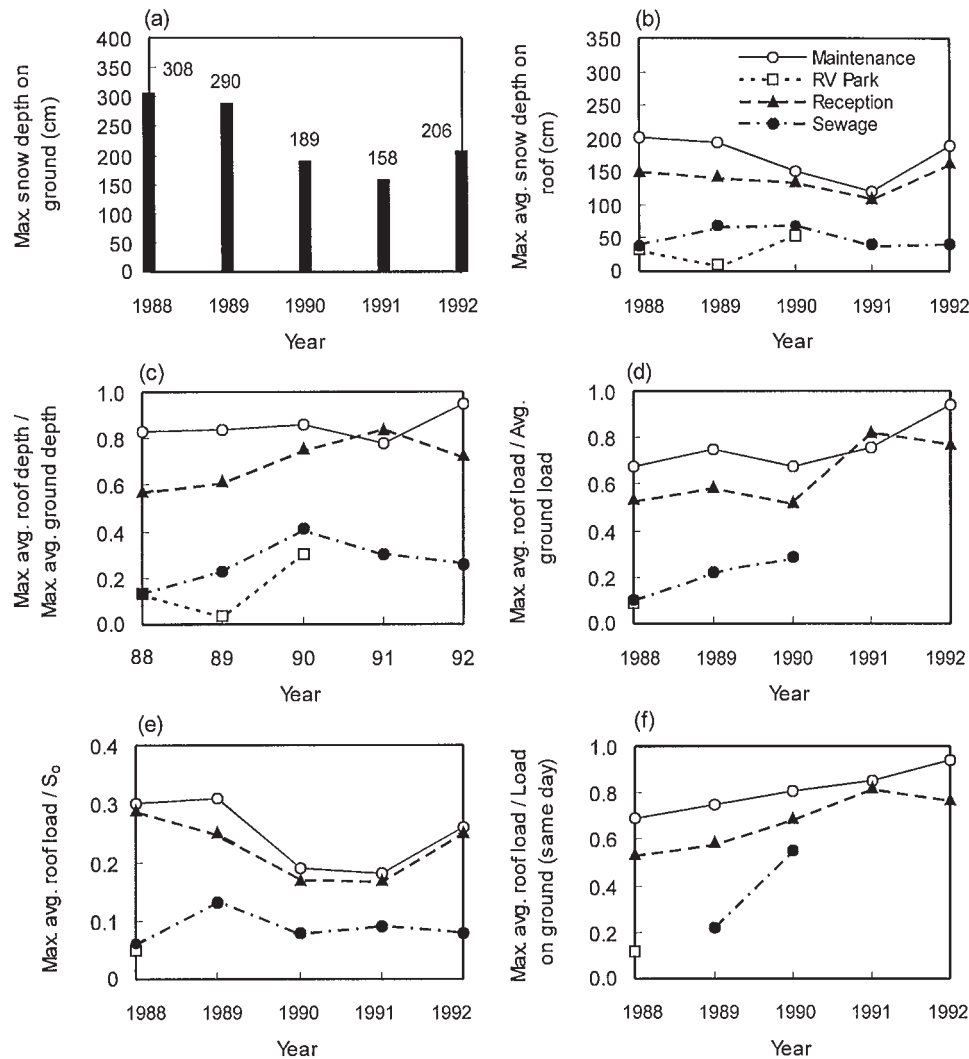 (a)
Max. snow depth on
ground (cm)
400
350
300
250
200
150
100
50
0
308
290
189
158
206
1988 1989 1990 1991 1992
Year
(b)
Max. avg. snow depth on
roof (cm)
350
300
250
200
150
100
50
0
Maintenance
RV Park
Reception
Sewage
1988 1989 1990 1991 1992
Year
(c)
Max. avg. roof depth /
Max. avg. ground depth
1.0
0.8
0.6
0.4
0.2
0.0
88 89 90 91 92
Year
(d)
Max. avg. roof load / Avg.
ground load
1.0
0.8
0.6
0.4
0.2
0.0
1988 1989 1990 1991 1992
Year
(e)
Max. avg. roof load / So
0.4
0.3
0.2
0.1
0
1988 1989 1990 1991 1992
Year
(f)
Max. avg. roof load / Load
on ground (same day)
1.0
0.8
0.6
0.4
0.2
0.0
1988 1989 1990 1991 1992
Year